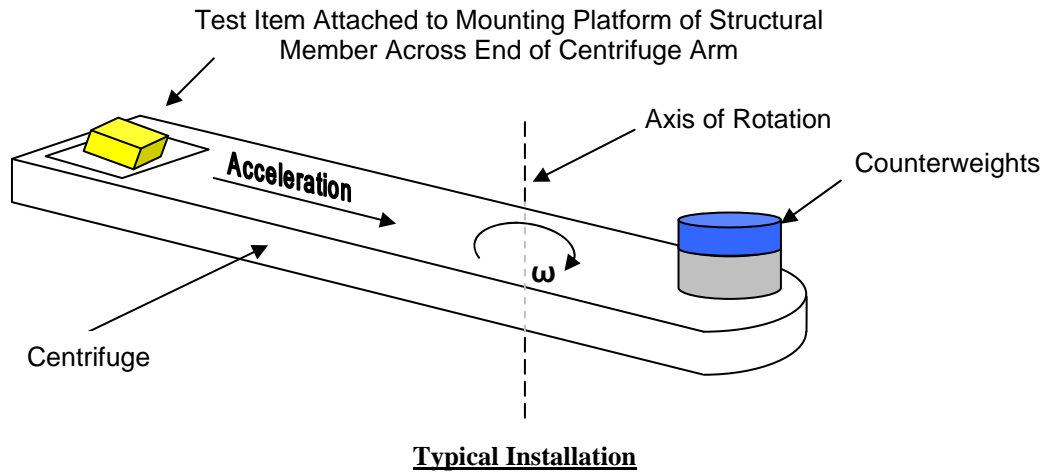 Test Item Attached to Mounting Platform of Structural
Member Across End of Centrifuge Arm
Axis of Rotation
Counterweights
Acceleration
ω
Centrifuge
Typical Installation